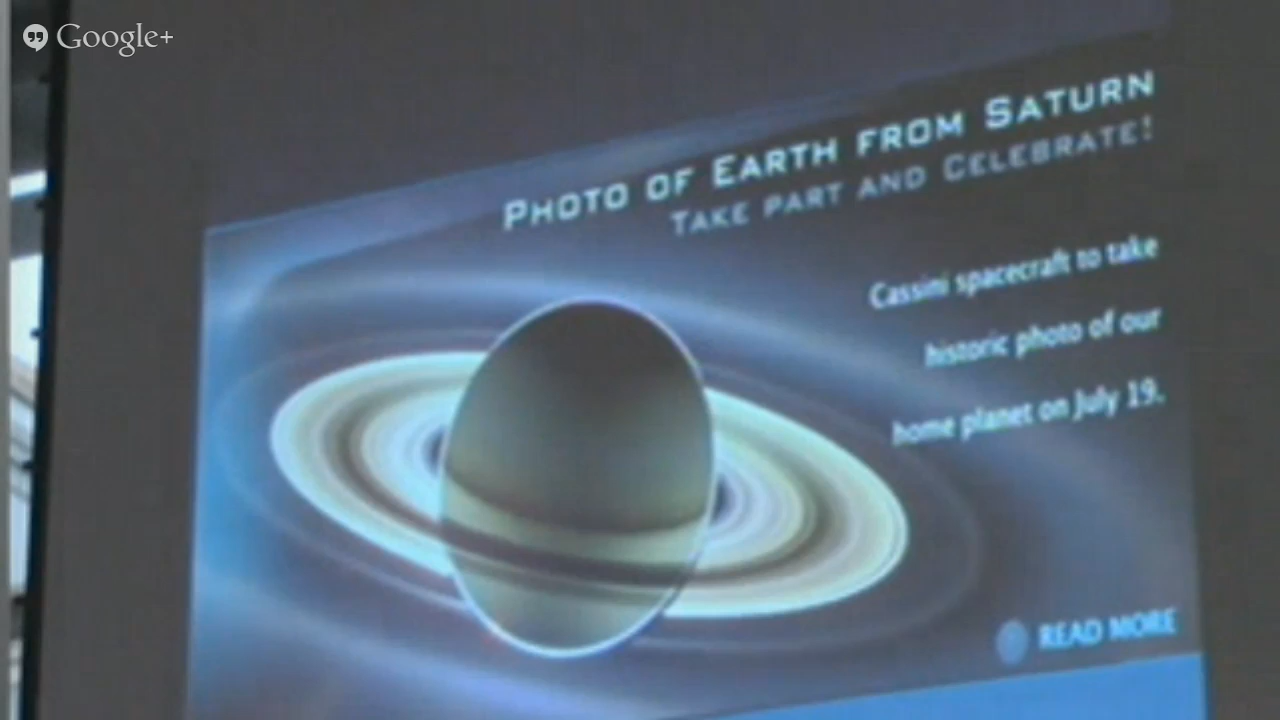 Google+
PHOTO OF EARTH FROM SATURN
TAKE PART AND CELEBRATE!
Cassini spacecraft to take
historic photo of our
home planet on July 19.
READ MORE